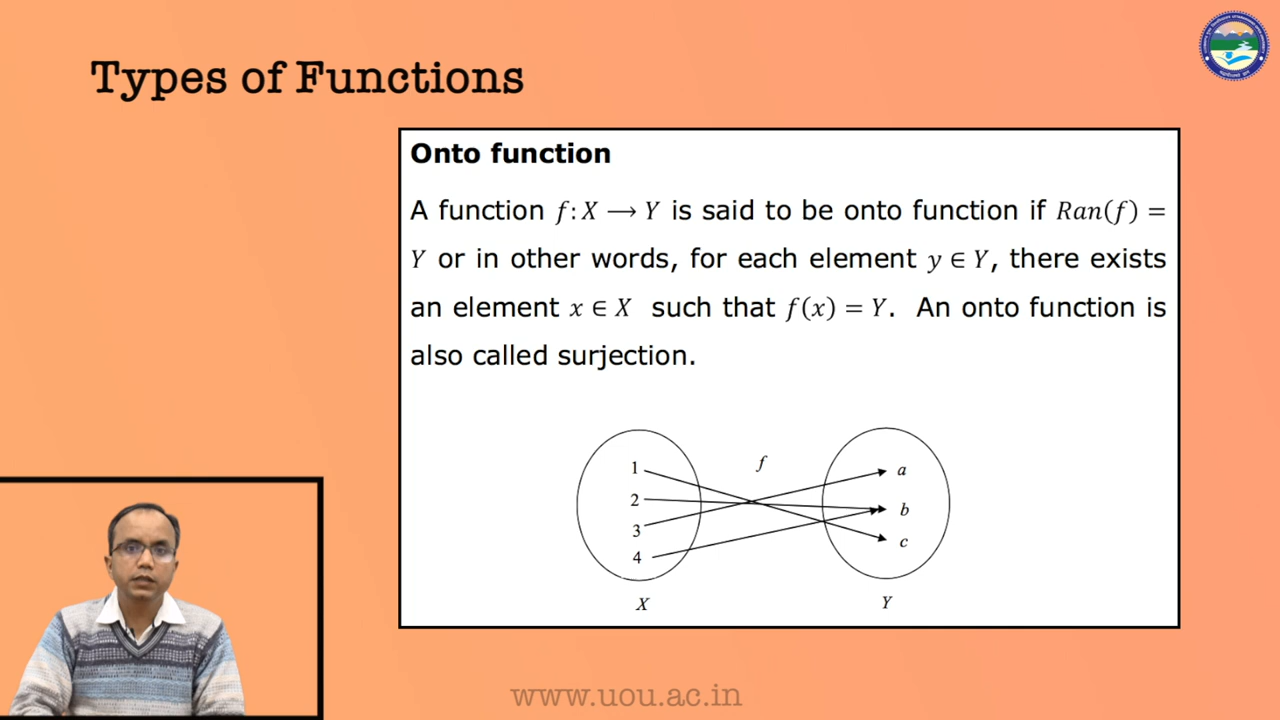 Types of Functions
Onto function
A function f: X ⟶ Y is said to be onto function if Ran(f) =
Y or in other words, for each element y ∈ Y, there exists
an element x ∈ X such that f(x) = Y. An onto function is
also called surjection.
f
1
a
2
b
3
c
4
X
Y
www.uou.ac.in